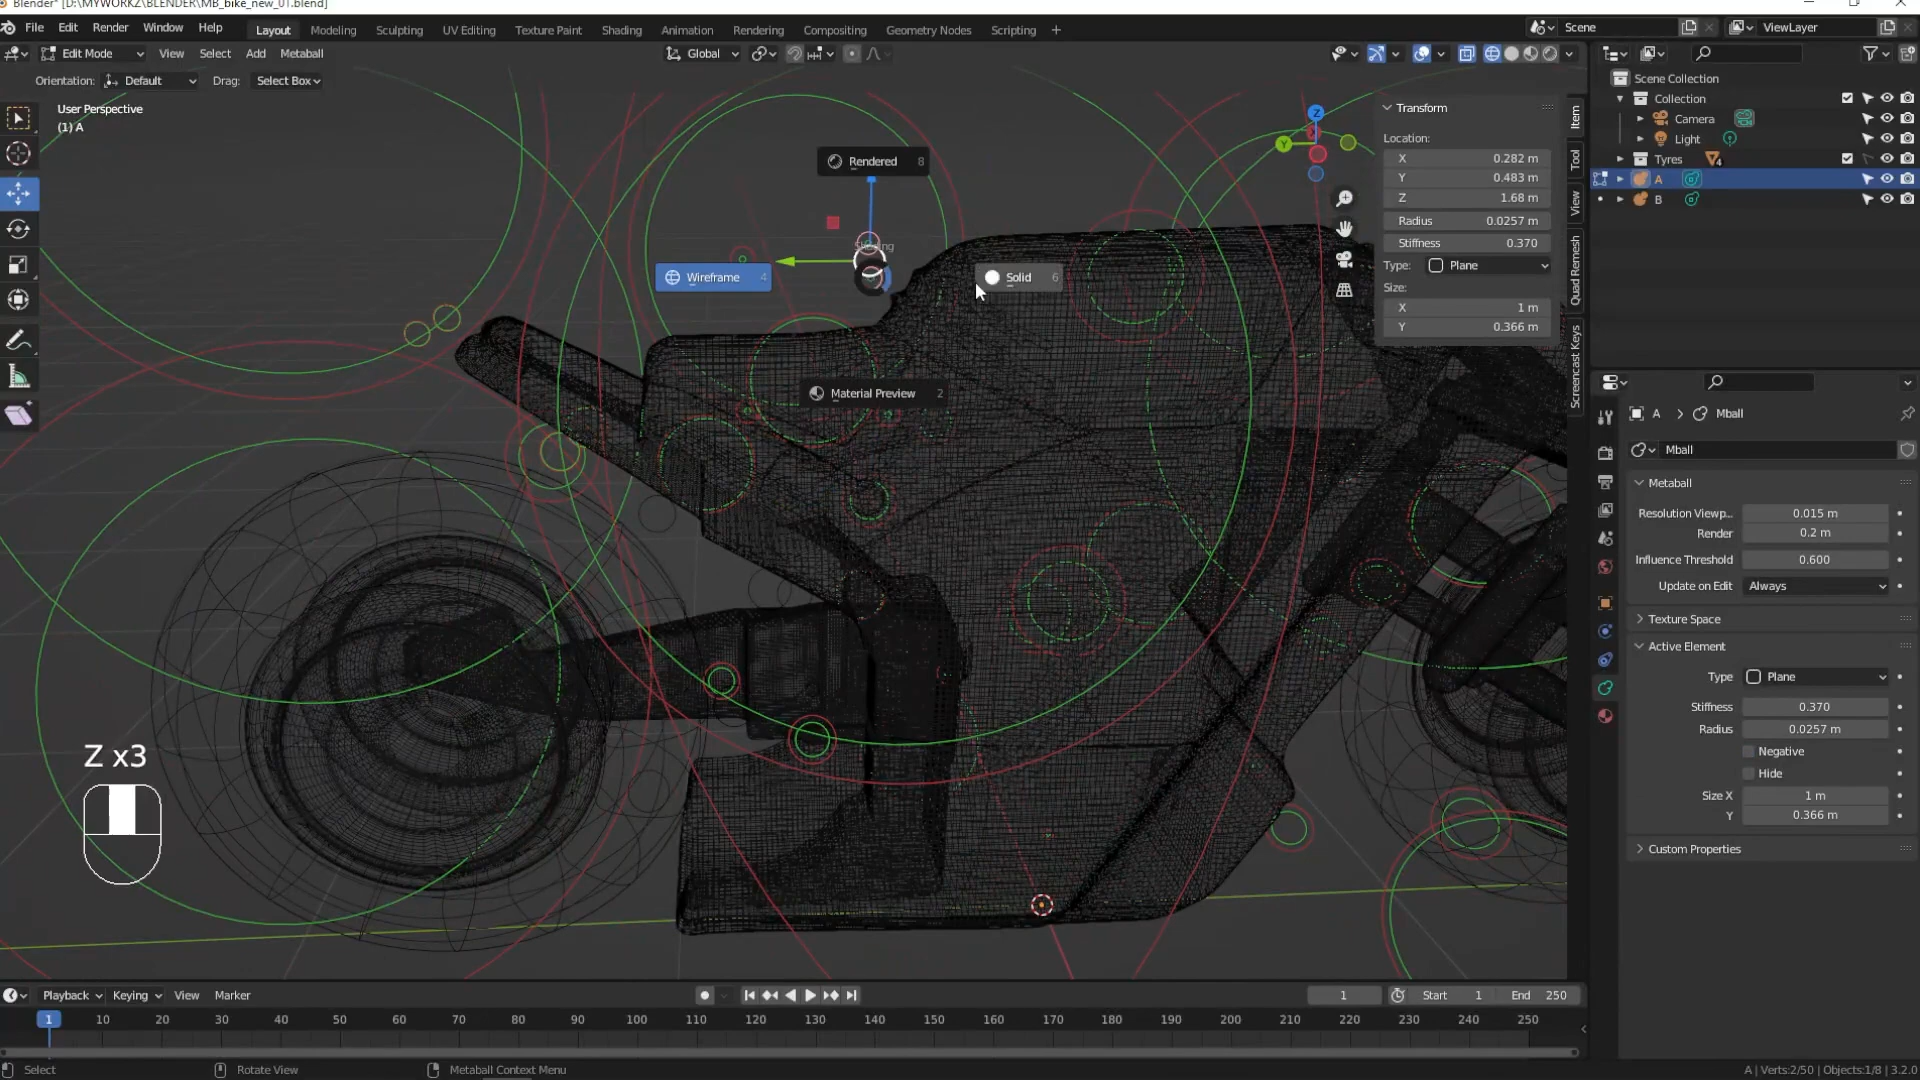 Blender* [D:\MYWORKZ\BLENDER\MB_bike_new_01.blend]
File Edit Render Window Help Layout Modeling Sculpting UV Editing Texture Paint Shading Animation Rendering Compositing Geometry Nodes Scripting + Scene ViewLayer
Edit Mode View Select Add Metaball Global
Orientation: Default Drag: Select Box
User Perspective
(1) A
Rendered 8
Shading
Wireframe 4
Solid 6
Material Preview 2
Z
Y
Transform
Location:
X 0.282 m
Y 0.483 m
Z 1.68 m
Radius 0.0257 m
Stiffness 0.370
Type: Plane
Size:
X 1 m
Y 0.366 m
Item
Tool
View
Quad Remesh
Screencast Keys
Scene Collection
Collection
Camera
Light
Tyres 4
A
B
A > Mball
Mball
Metaball
Resolution Viewp... 0.015 m
Render 0.2 m
Influence Threshold 0.600
Update on Edit Always
Texture Space
Active Element
Type Plane
Stiffness 0.370
Radius 0.0257 m
Negative
Hide
Size X 1 m
Y 0.366 m
Custom Properties
Z x3
Playback Keying View Marker 1 Start 1 End 250
1 10 20 30 40 50 60 70 80 90 100 110 120 130 140 150 160 170 180 190 200 210 220 230 240 250
Select Rotate View Metaball Context Menu A | Verts:2/50 | Objects:1/8 | 3.2.0